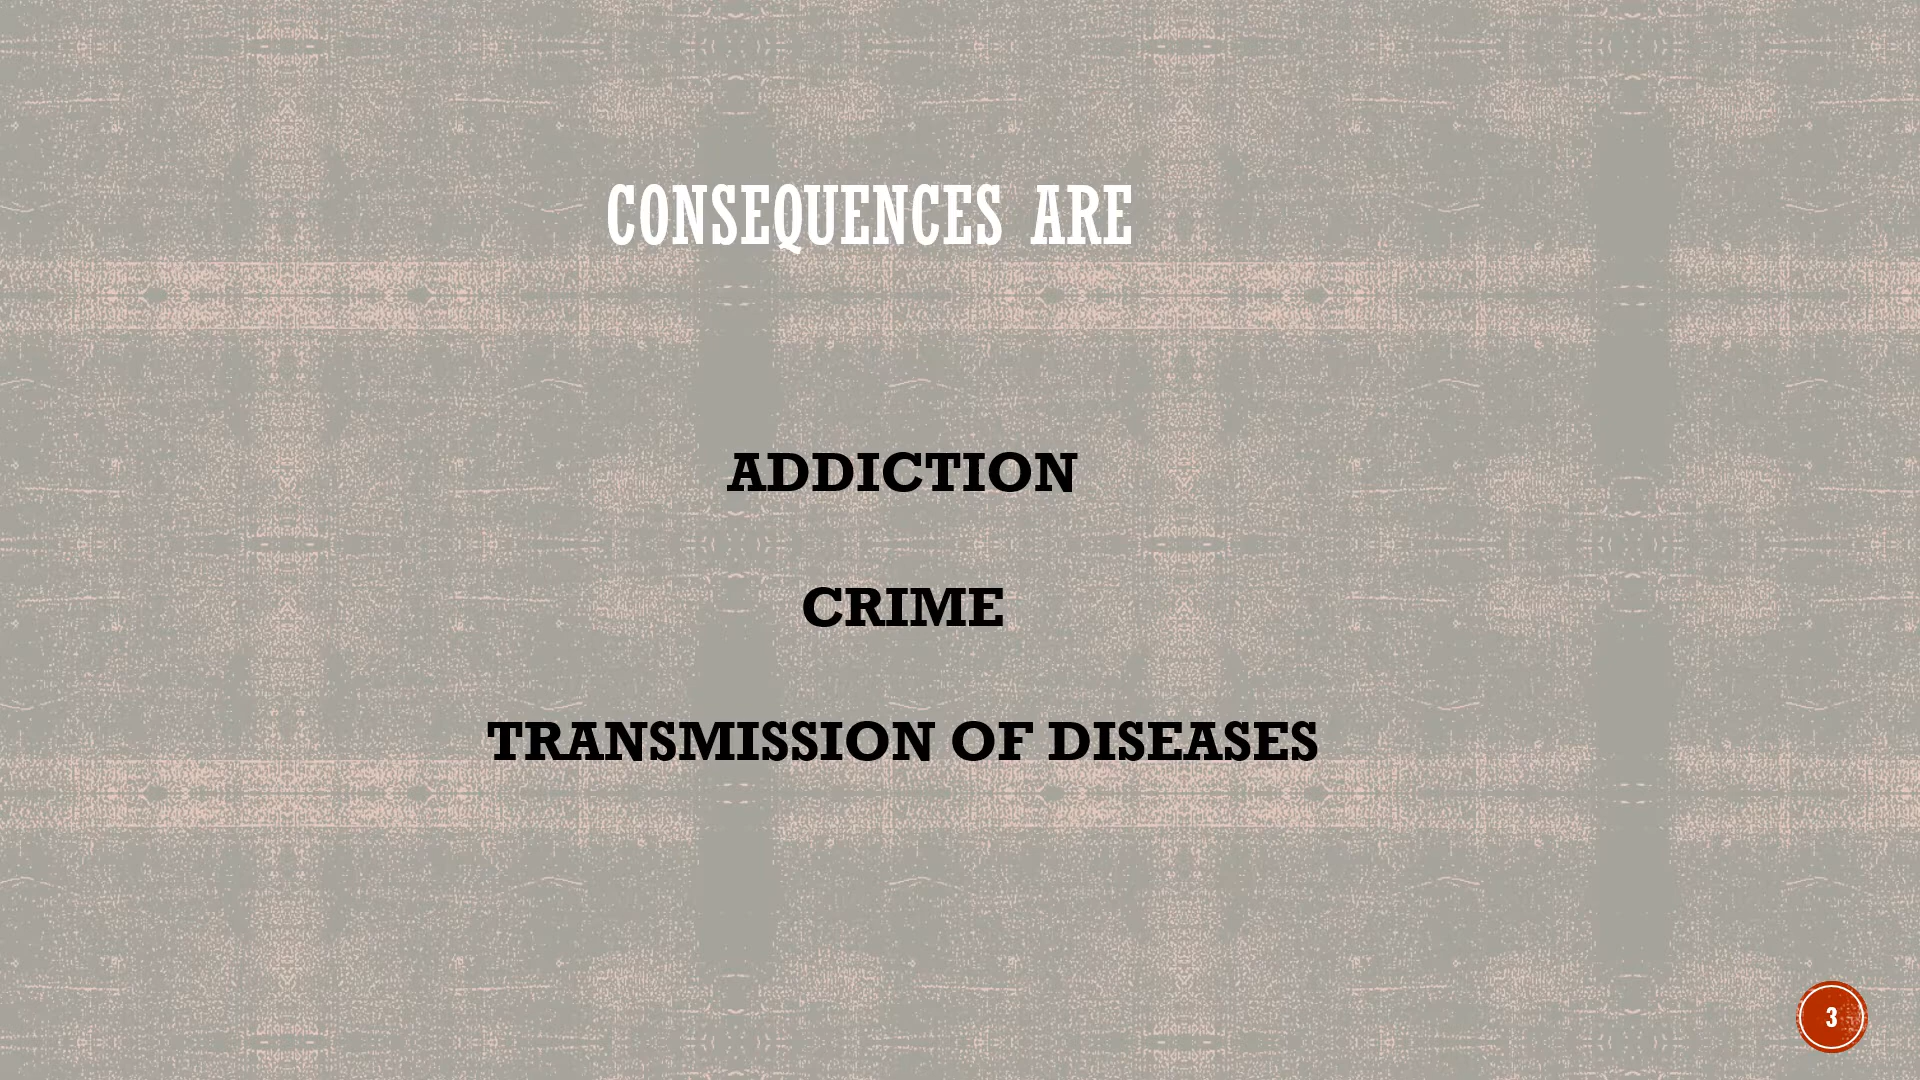 CONSEQUENCES ARE
ADDICTION
CRIME
TRANSMISSION OF DISEASES
3